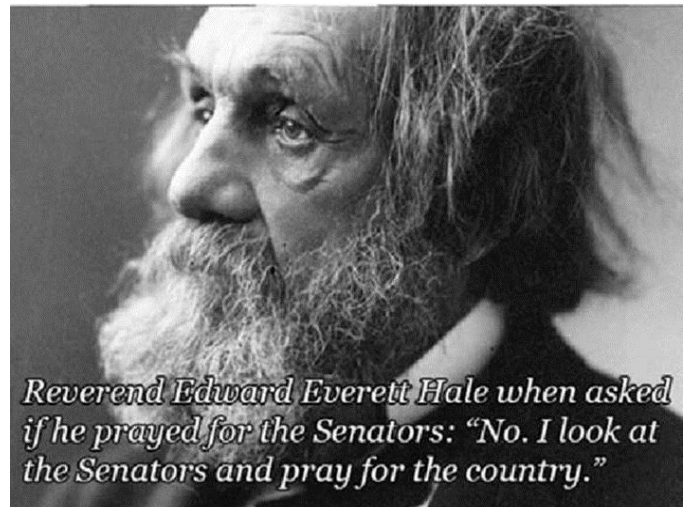 Reverend Edward Everett Hale when asked
if he prayed for the Senators: “No. I look at
the Senators and pray for the country.”